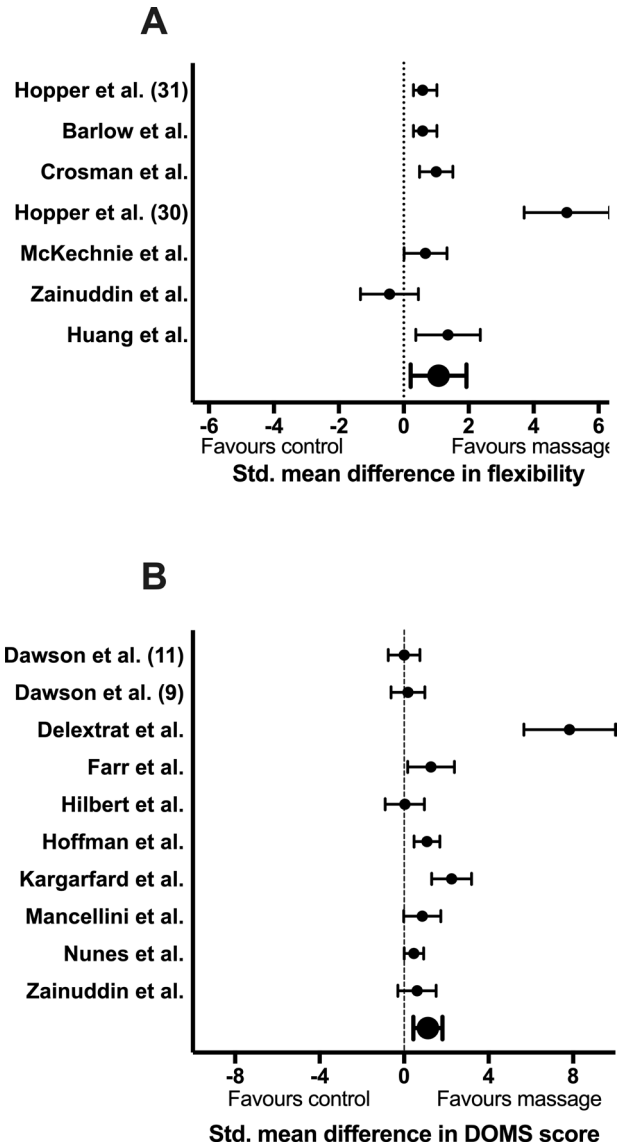 A
Hopper et al. (31)
Barlow et al.
Crosman et al.
Hopper et al. (30)
McKechnie et al.
Zainuddin et al.
Huang et al.
-6 -4 -2 0 2 4 6
Favours control Favours massage
Std. mean difference in flexibility
B
Dawson et al. (11)
Dawson et al. (9)
Delextrat et al.
Farr et al.
Hilbert et al.
Hoffman et al.
Kargarfard et al.
Mancellini et al.
Nunes et al.
Zainuddin et al.
-8 -4 0 4 8
Favours control Favours massage
Std. mean difference in DOMS score